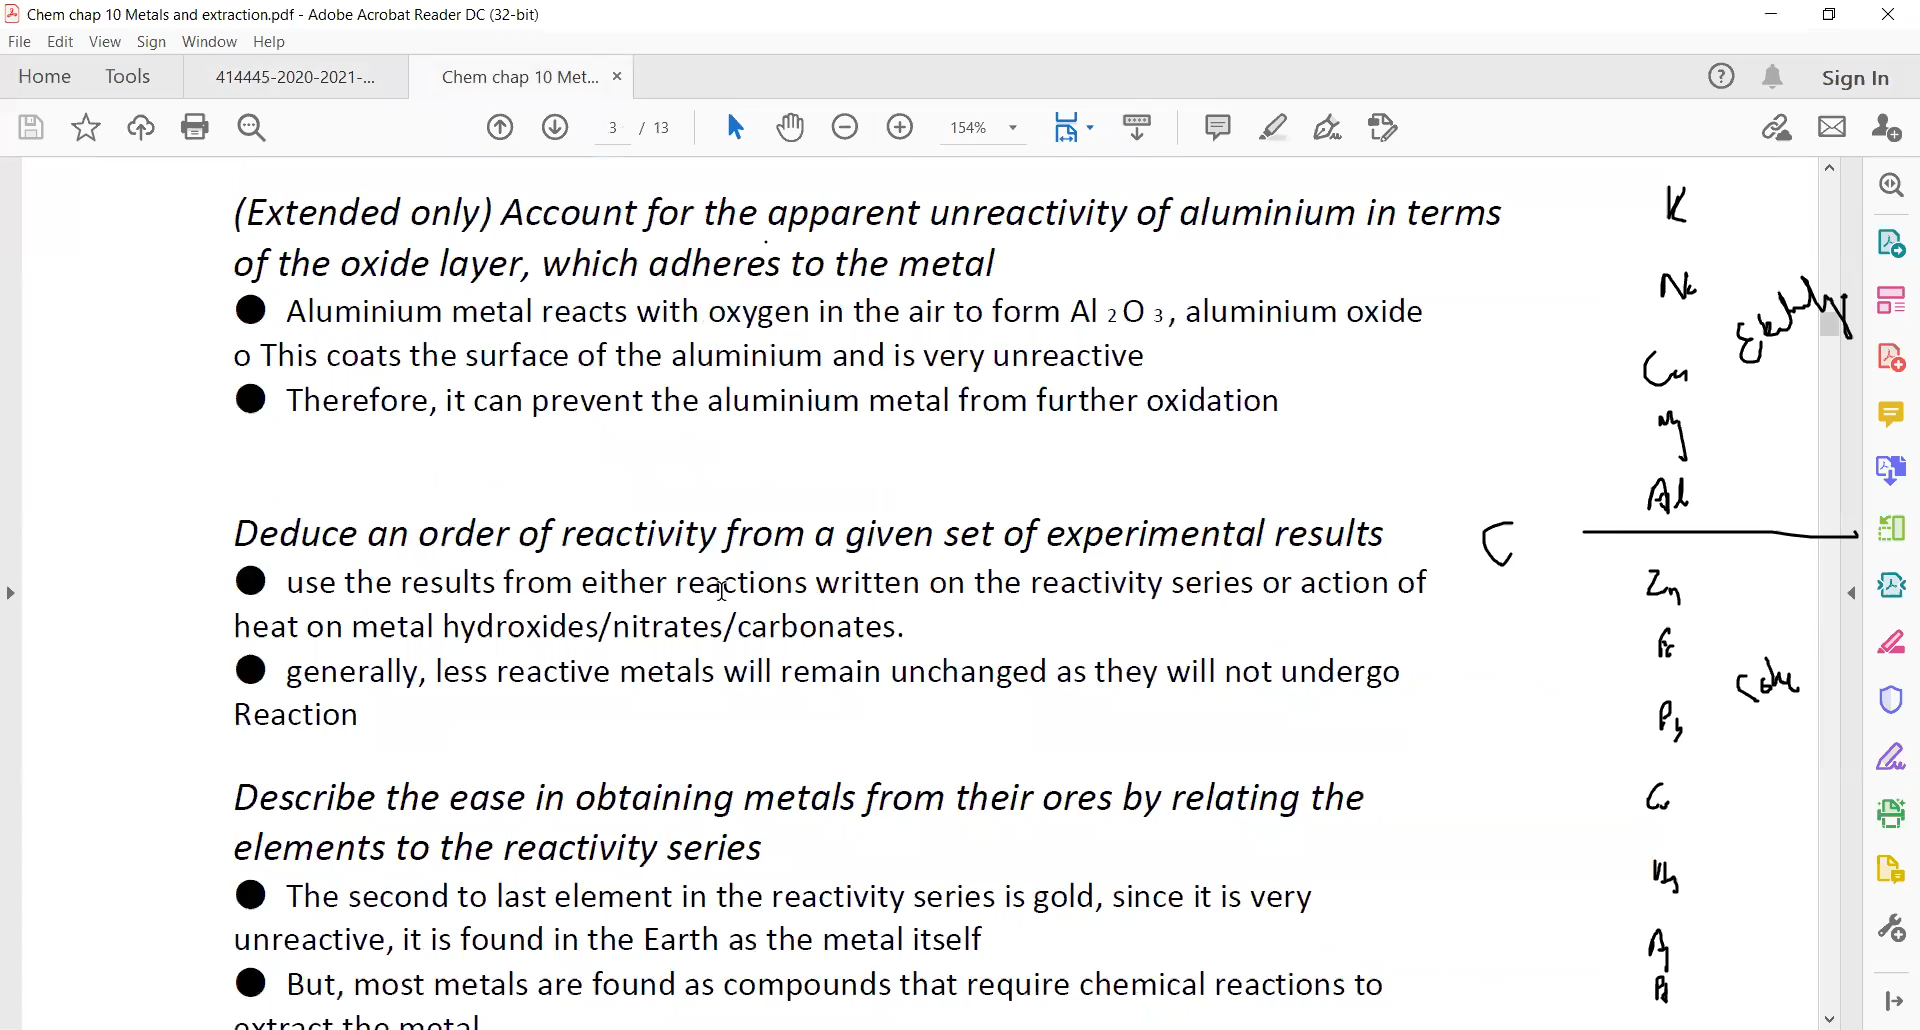 Chem chap 10 Metals and extraction.pdf - Adobe Acrobat Reader DC (32-bit)
File Edit View Sign Window Help
Home Tools 414445-2020-2021-... Chem chap 10 Met... × Sign In
3 / 13 154%
(Extended only) Account for the apparent unreactivity of aluminium in terms
of the oxide layer, which adheres to the metal
● Aluminium metal reacts with oxygen in the air to form Al 2 O 3, aluminium oxide
o This coats the surface of the aluminium and is very unreactive
● Therefore, it can prevent the aluminium metal from further oxidation
Deduce an order of reactivity from a given set of experimental results
● use the results from either reactions written on the reactivity series or action of
heat on metal hydroxides/nitrates/carbonates.
● generally, less reactive metals will remain unchanged as they will not undergo
Reaction
Describe the ease in obtaining metals from their ores by relating the
elements to the reactivity series
● The second to last element in the reactivity series is gold, since it is very
unreactive, it is found in the Earth as the metal itself
● But, most metals are found as compounds that require chemical reactions to
extract the metal
K
Na
Mg
Al
C
Zn
Fe
Pb